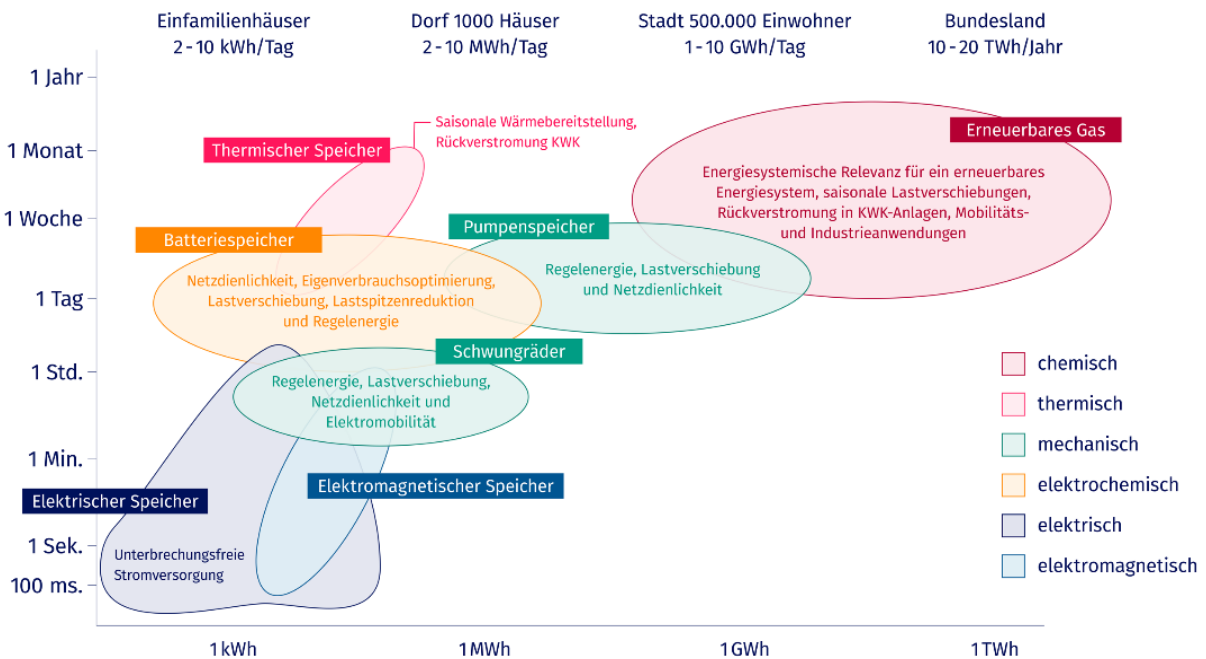 Einfamilienhäuser
2-10 kWh/Tag
Dorf 1000 Häuser
2-10 MWh/Tag
Stadt 500.000 Einwohner
1-10 GWh/Tag
Bundesland
10-20 TWh/Jahr
1 Jahr
1 Monat
1 Woche
1 Tag
1 Std.
1 Min.
1 Sek.
100 ms.
Thermischer Speicher
Saisonale Wärmebereitstellung,
Rückverstromung KWK
Erneuerbares Gas
Energiesystemische Relevanz für ein erneuerbares
Energiesystem, saisonale Lastverschiebungen,
Rückverstromung in KWK-Anlagen, Mobilitäts-
und Industrieanwendungen
Batteriespeicher
Netzdienlichkeit, Eigenverbrauchsoptimierung,
Lastverschiebung, Lastspitzenreduktion
und Regelenergie
Pumpenspeicher
Regelenergie, Lastverschiebung
und Netzdienlichkeit
Schwungräder
Regelenergie, Lastverschiebung,
Netzdienlichkeit und
Elektromobilität
Elektrischer Speicher
Unterbrechungsfreie
Stromversorgung
Elektromagnetischer Speicher
chemisch
thermisch
mechanisch
elektrochemisch
elektrisch
elektromagnetisch
1 kWh
1 MWh
1 GWh
1 TWh